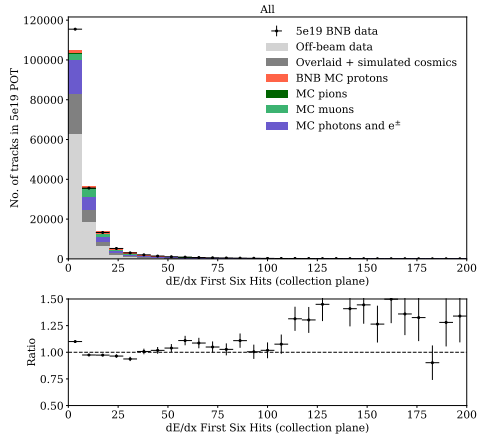 All
120000
100000
80000
60000
40000
20000
0
No. of tracks in 5e19 POT
5e19 BNB data
Off-beam data
Overlaid + simulated cosmics
BNB MC protons
MC pions
MC muons
MC photons and e±
0 25 50 75 100 125 150 175 200
dE/dx First Six Hits (collection plane)
1.50
1.25
1.00
0.75
0.50
Ratio
0 25 50 75 100 125 150 175 200
dE/dx First Six Hits (collection plane)